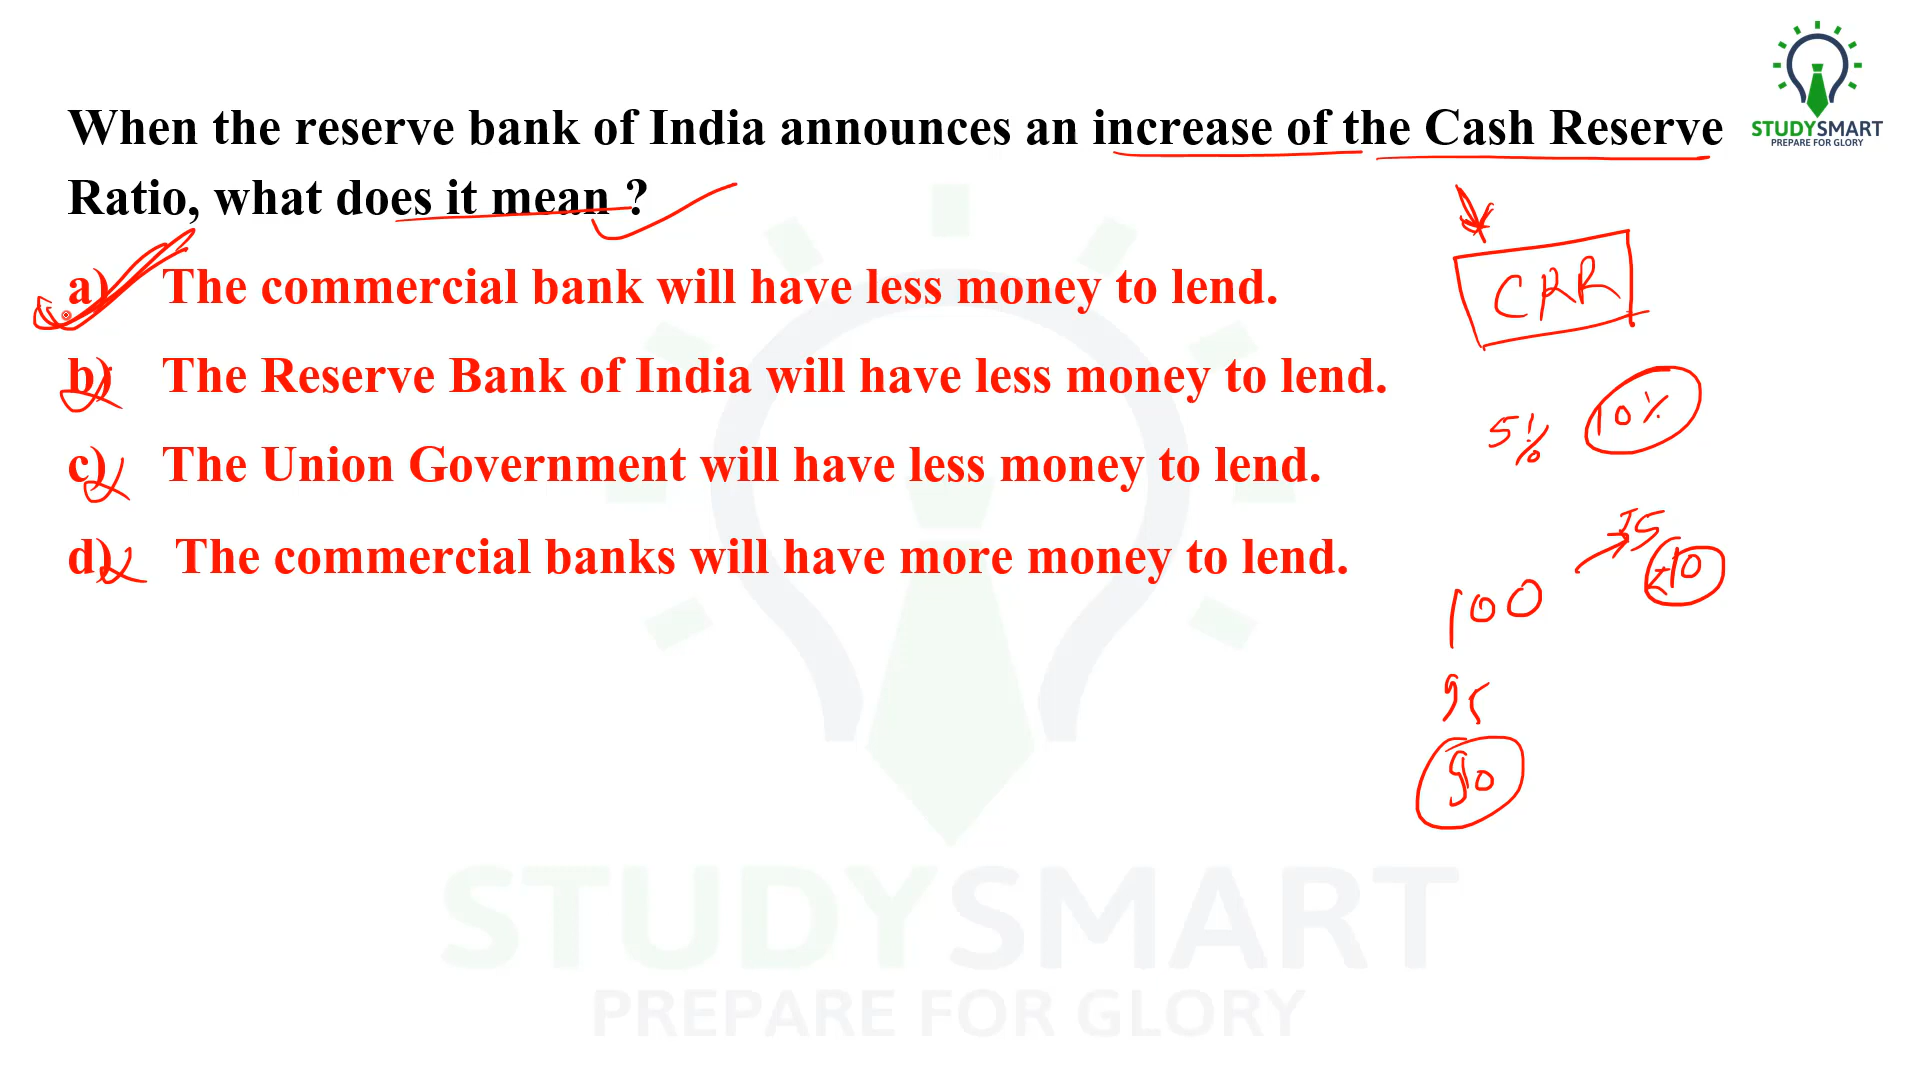 When the reserve bank of India announces an increase of the Cash Reserve
Ratio, what does it mean ?
a) The commercial bank will have less money to lend.
b) The Reserve Bank of India will have less money to lend.
c) The Union Government will have less money to lend.
d) The commercial banks will have more money to lend.
STUDYSMART
PREPARE FOR GLORY
CRR
5% 10%
10
100
95
90
STUDYSMART
PREPARE FOR GLORY